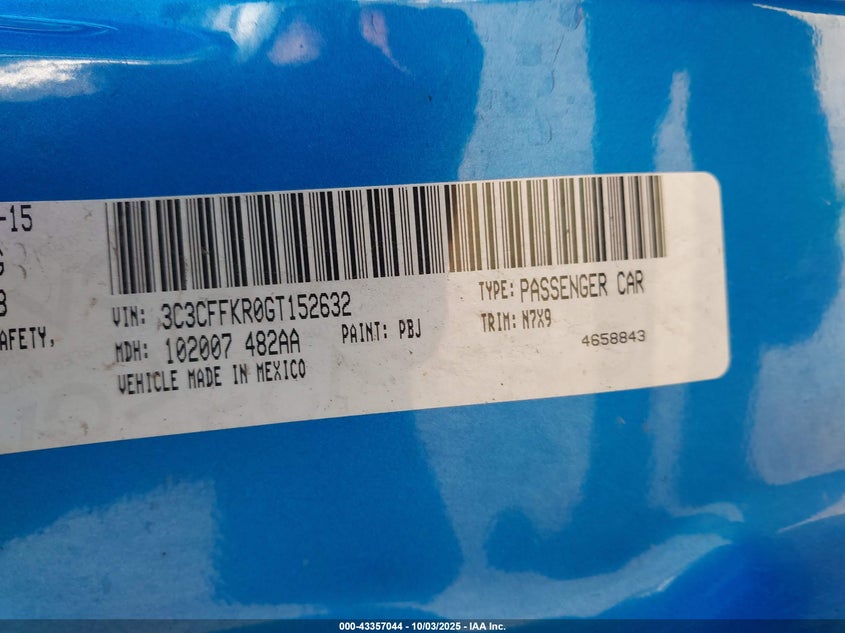 -15
G
B
AFETY,
VIN: 3C3CFFKR0GT152632
TYPE: PASSENGER CAR
MDH: 102007 482AA
PAINT: PBJ
TRIM: N7X9
4658843
VEHICLE MADE IN MEXICO
000-43357044 - 10/03/2025 - IAA Inc.